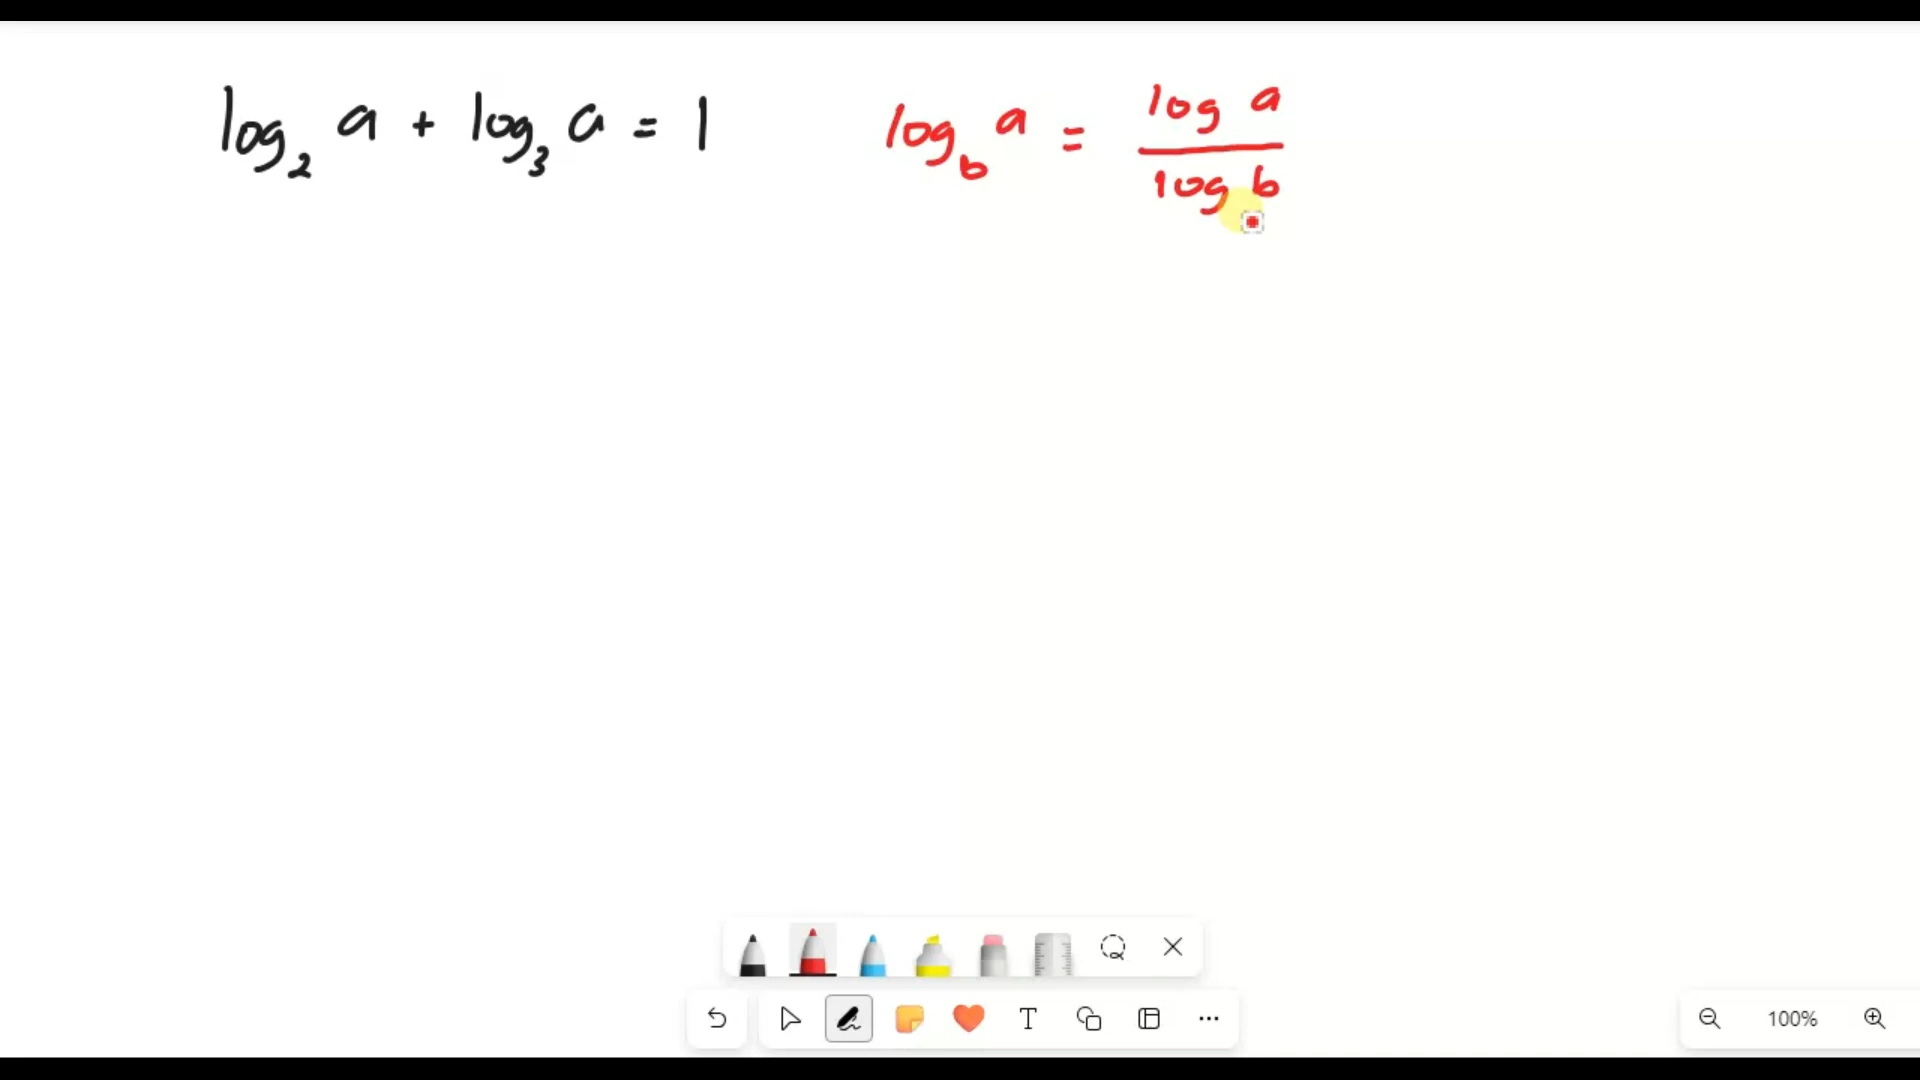 log₂ a + log₃ a = 1
log_b a = log a / log b
T
100%